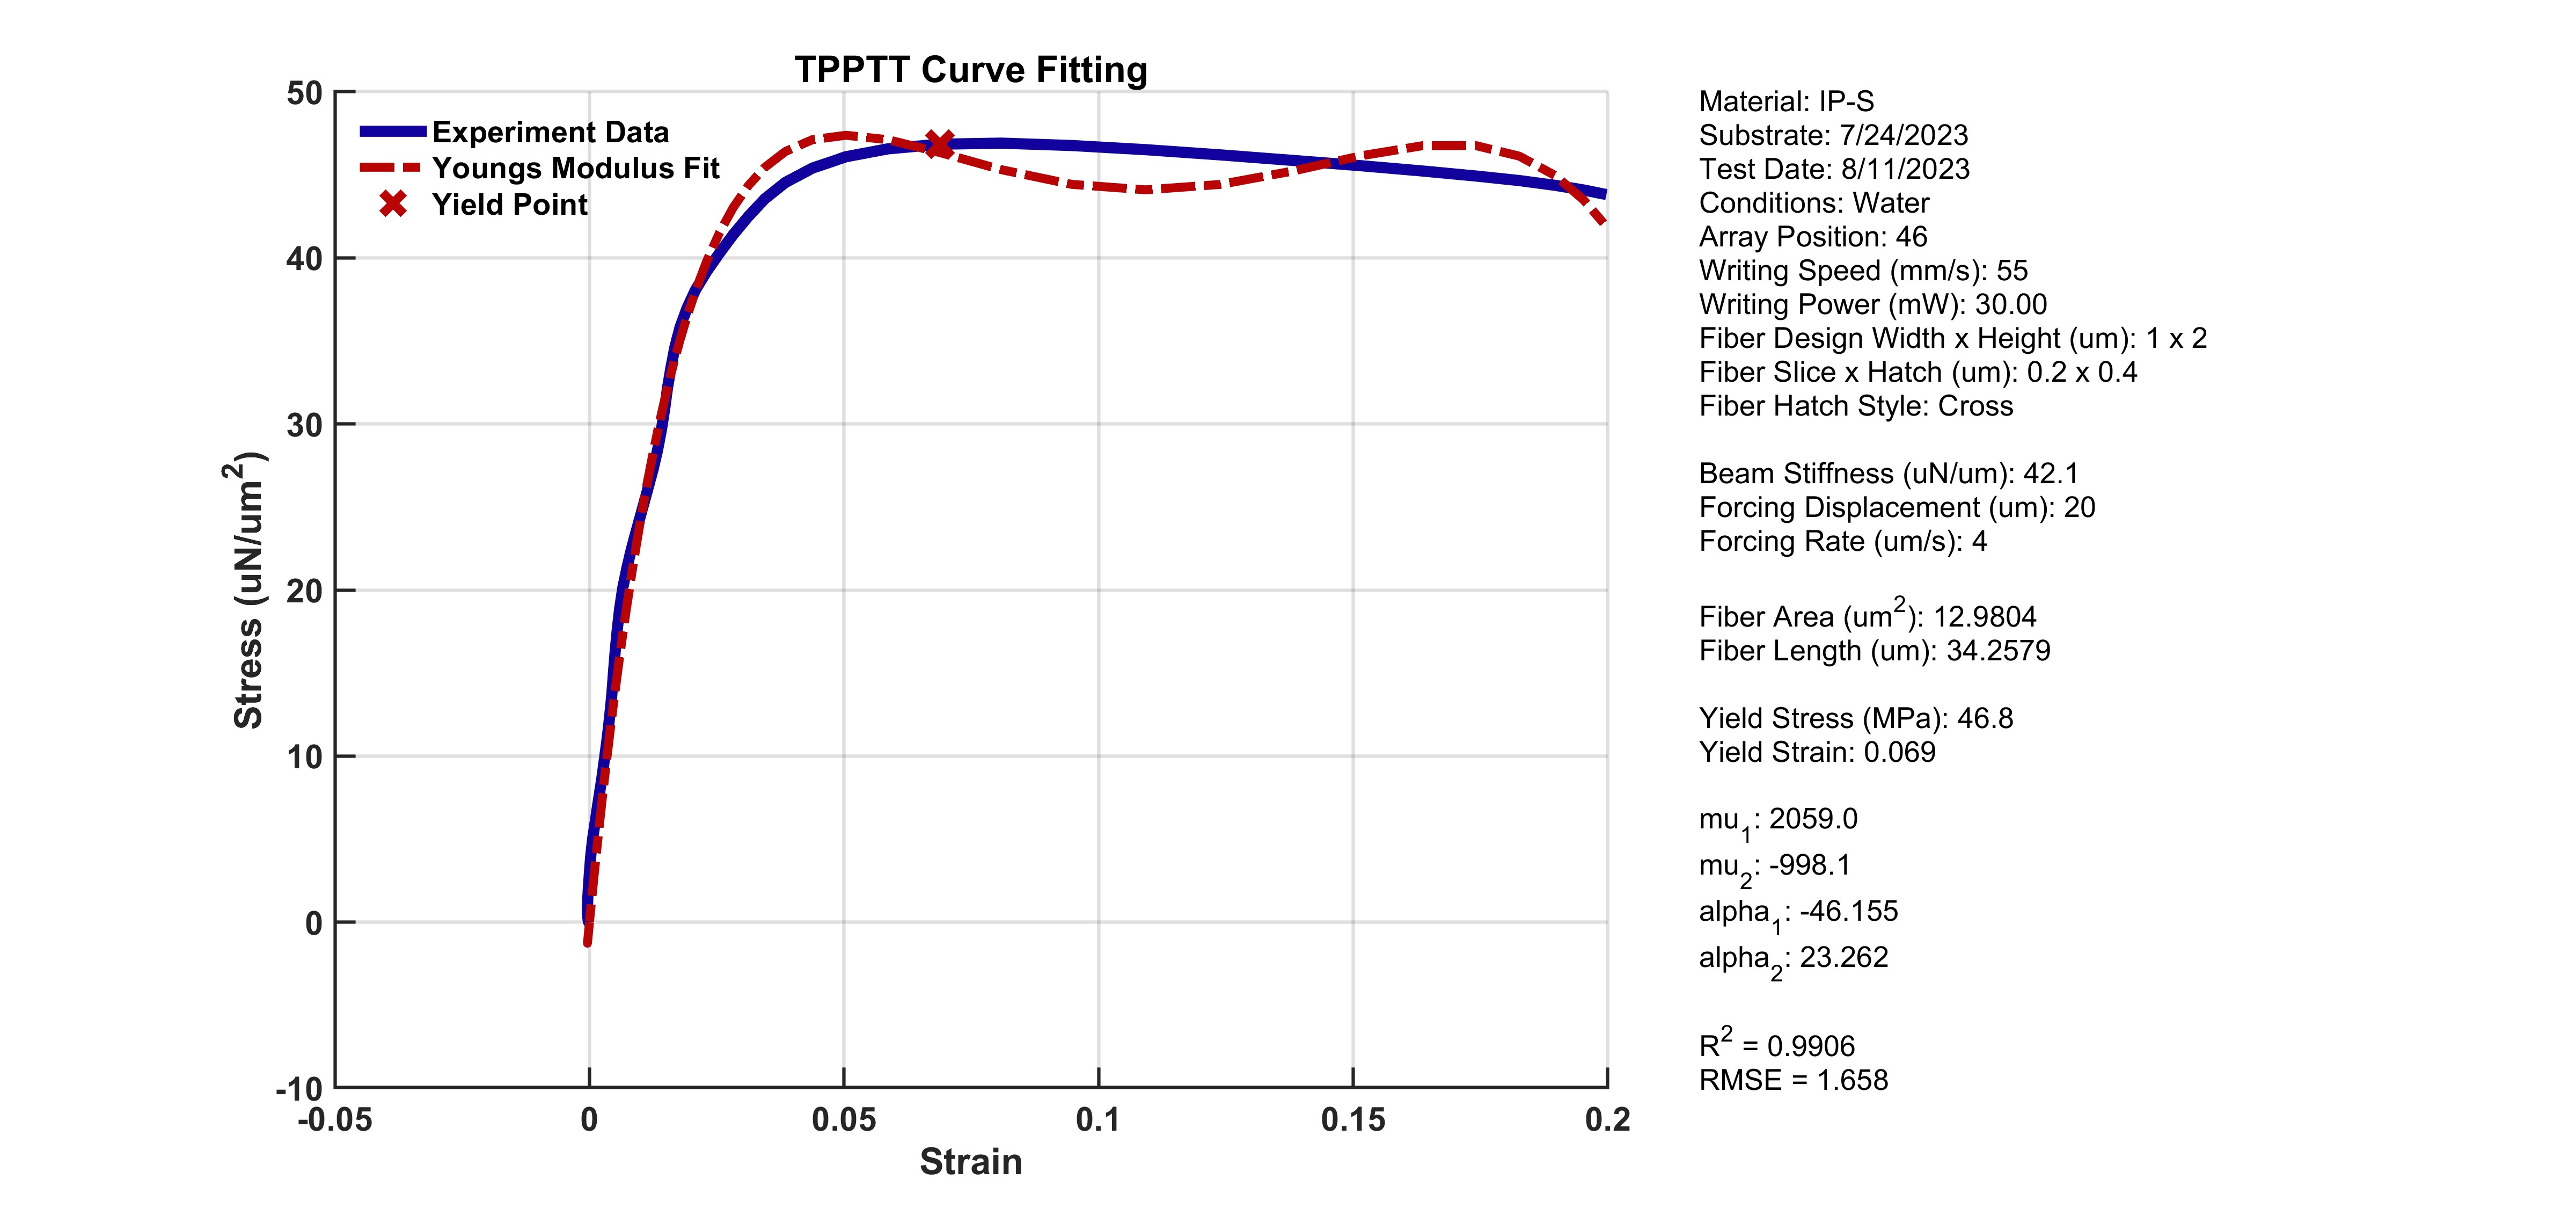 TPPTT Curve Fitting
Experiment Data
Youngs Modulus Fit
Yield Point
50
40
30
20
10
0
-10
Stress (uN/um²)
-0.05
0
0.05
0.1
0.15
0.2
Strain
Material: IP-S
Substrate: 7/24/2023
Test Date: 8/11/2023
Conditions: Water
Array Position: 46
Writing Speed (mm/s): 55
Writing Power (mW): 30.00
Fiber Design Width x Height (um): 1 x 2
Fiber Slice x Hatch (um): 0.2 x 0.4
Fiber Hatch Style: Cross
Beam Stiffness (uN/um): 42.1
Forcing Displacement (um): 20
Forcing Rate (um/s): 4
Fiber Area (um²): 12.9804
Fiber Length (um): 34.2579
Yield Stress (MPa): 46.8
Yield Strain: 0.069
mu₁: 2059.0
mu₂: -998.1
alpha₁: -46.155
alpha₂: 23.262
R² = 0.9906
RMSE = 1.658